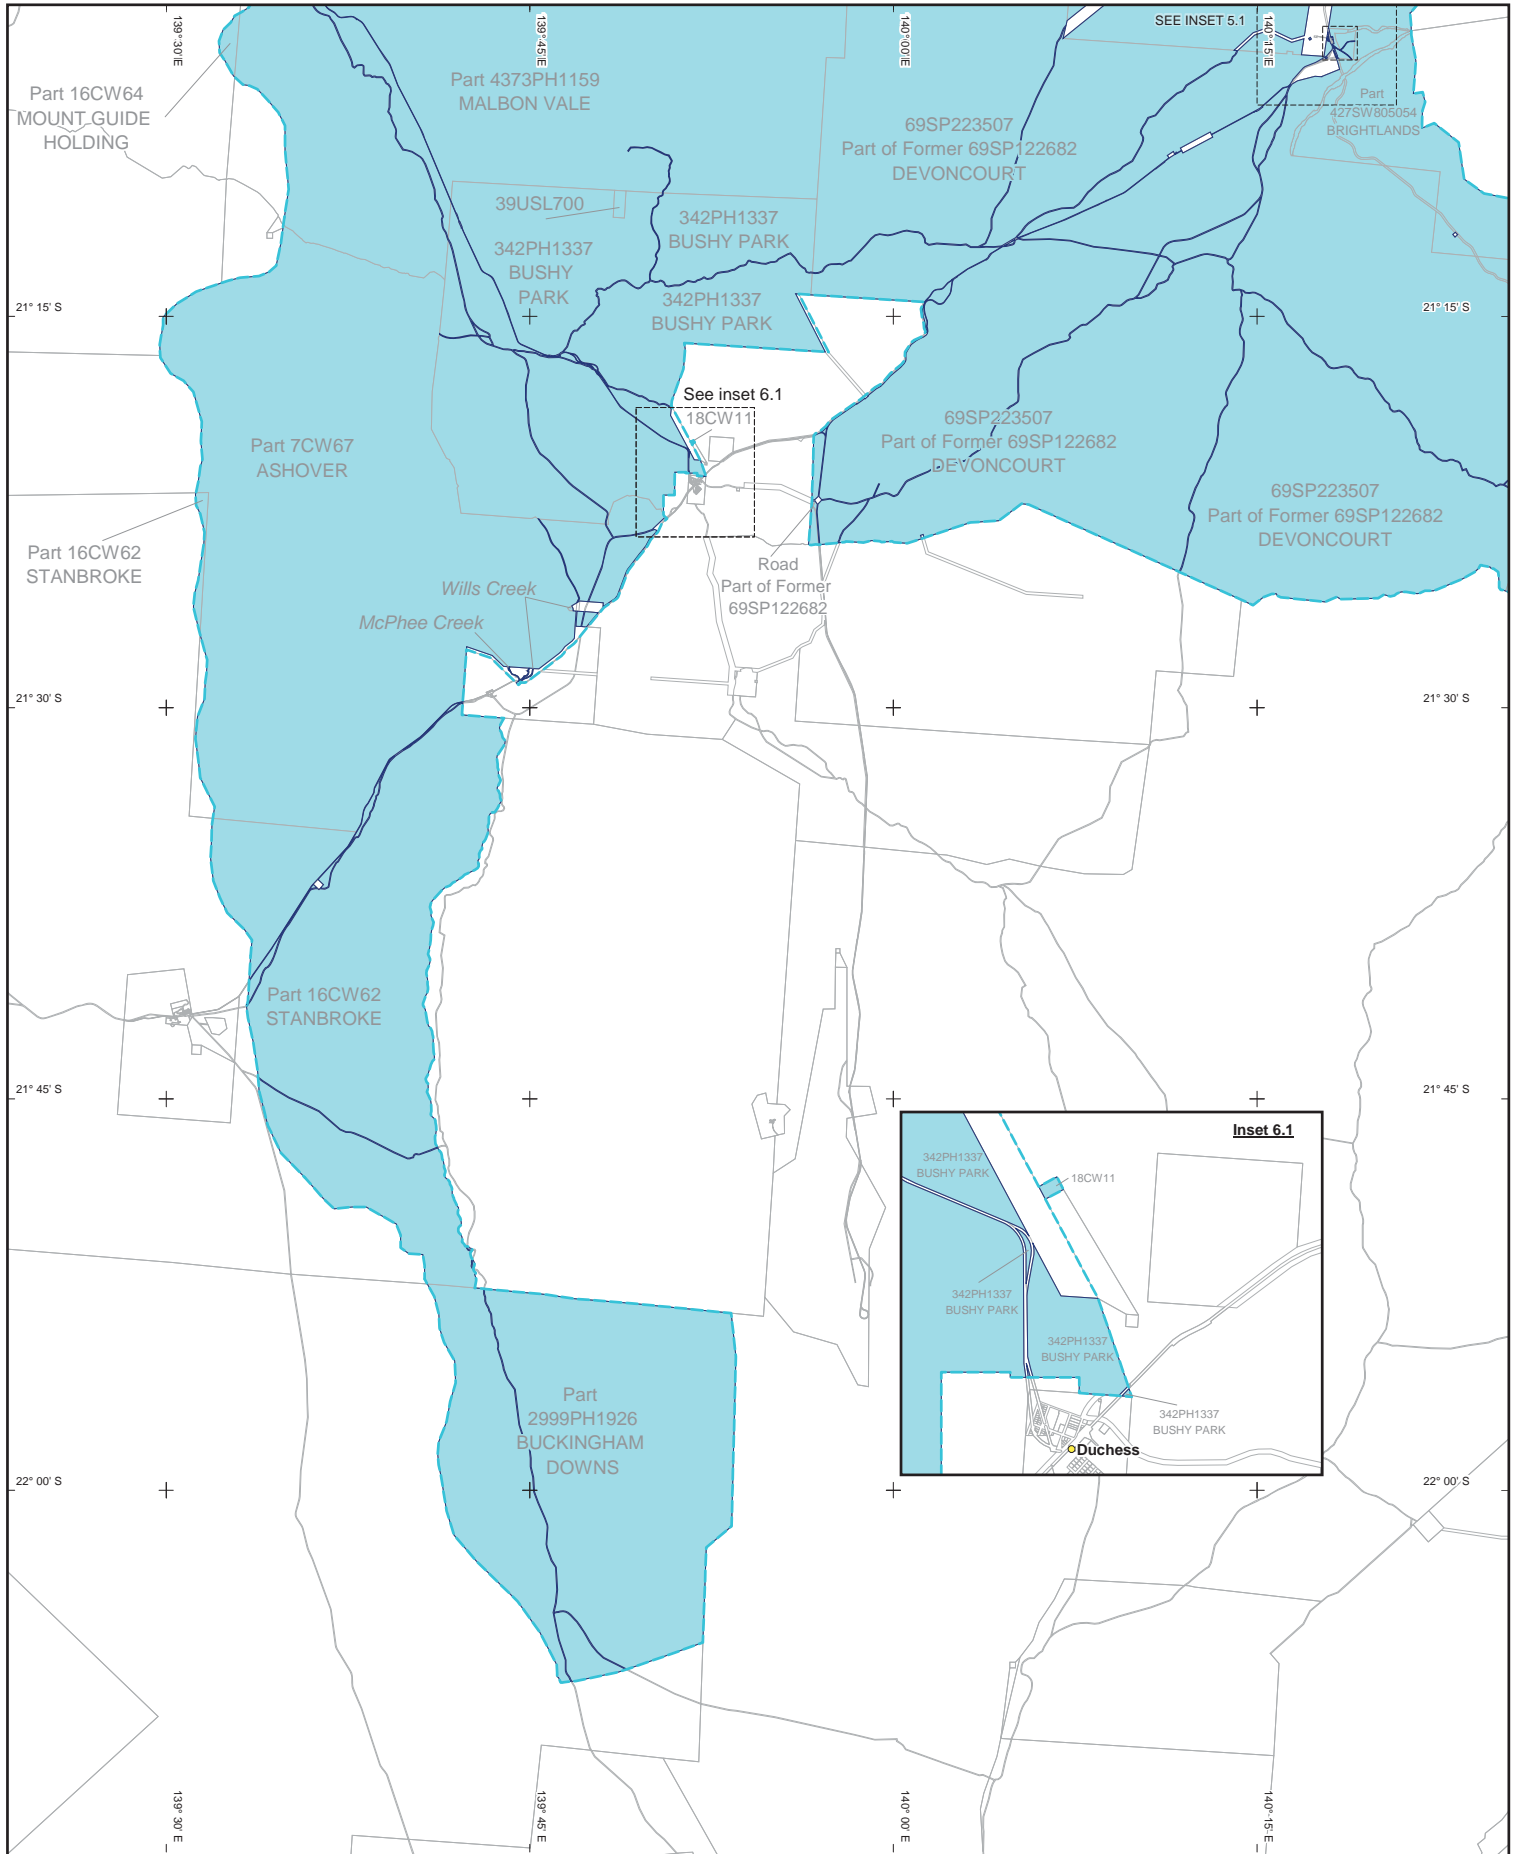 139° 30'E
139° 45'E
140° 00'E
140° 15'E
SEE INSET 5.1
Part 16CW64
MOUNT GUIDE
HOLDING
Part 4373PH1159
MALBON VALE
69SP223507
Part of Former 69SP122682
DEVONCOURT
Part
427SW805054
BRIGHTLANDS
39USL700
342PH1337
BUSHY PARK
342PH1337
BUSHY
PARK
342PH1337
BUSHY PARK
21° 15' S
21° 15' S
See inset 6.1
18CW11
Part 7CW67
ASHOVER
69SP223507
Part of Former 69SP122682
DEVONCOURT
69SP223507
Part of Former 69SP122682
DEVONCOURT
Part 16CW62
STANBROKE
Road
Part of Former
69SP122682
Wills Creek
McPhee Creek
21° 30' S
21° 30' S
Part 16CW62
STANBROKE
21° 45' S
21° 45' S
Inset 6.1
342PH1337
BUSHY PARK
18CW11
342PH1337
BUSHY PARK
342PH1337
BUSHY PARK
342PH1337
BUSHY PARK
Duchess
Part
2999PH1926
BUCKINGHAM
DOWNS
22° 00' S
22° 00' S
139° 30' E
139° 45' E
140° 00' E
140° 15' E